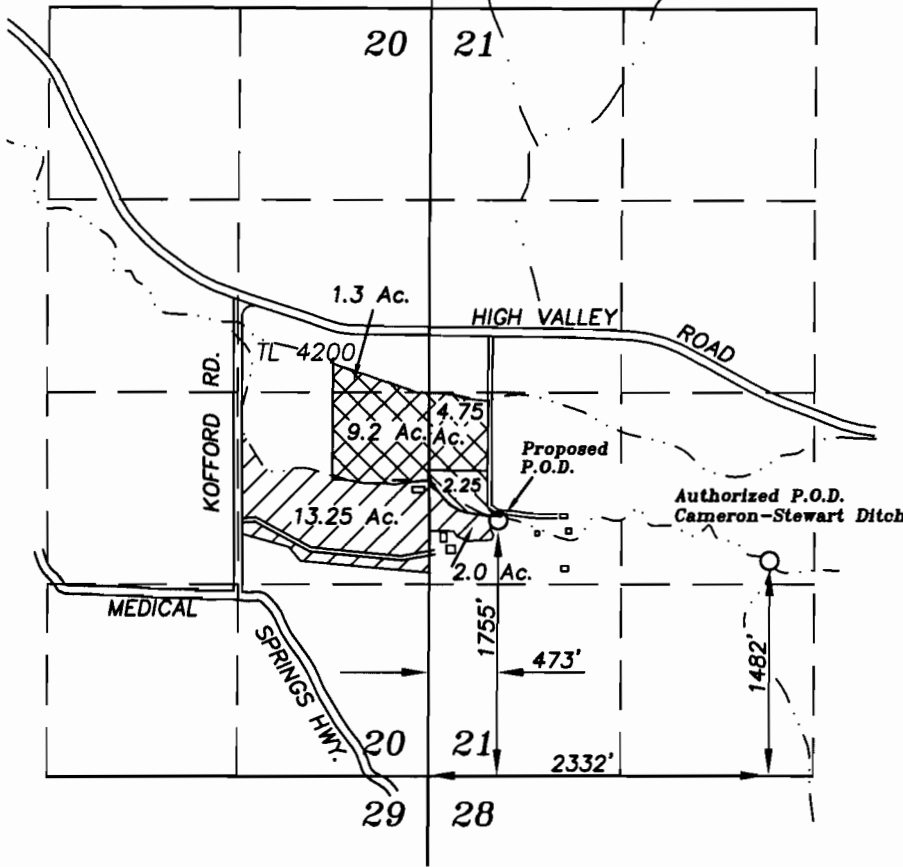 20 21
1.3 Ac.
HIGH VALLEY
ROAD
TL 4200
KOFFORD RD.
4.75
9.2 Ac. Ac.
Proposed
P.O.D.
2.25
Authorized P.O.D.
Cameron-Stewart Ditch
13.25 Ac.
2.0 Ac.
MEDICAL
SPRINGS HWY.
1755'
473'
1482'
20 21
2332'
29 28